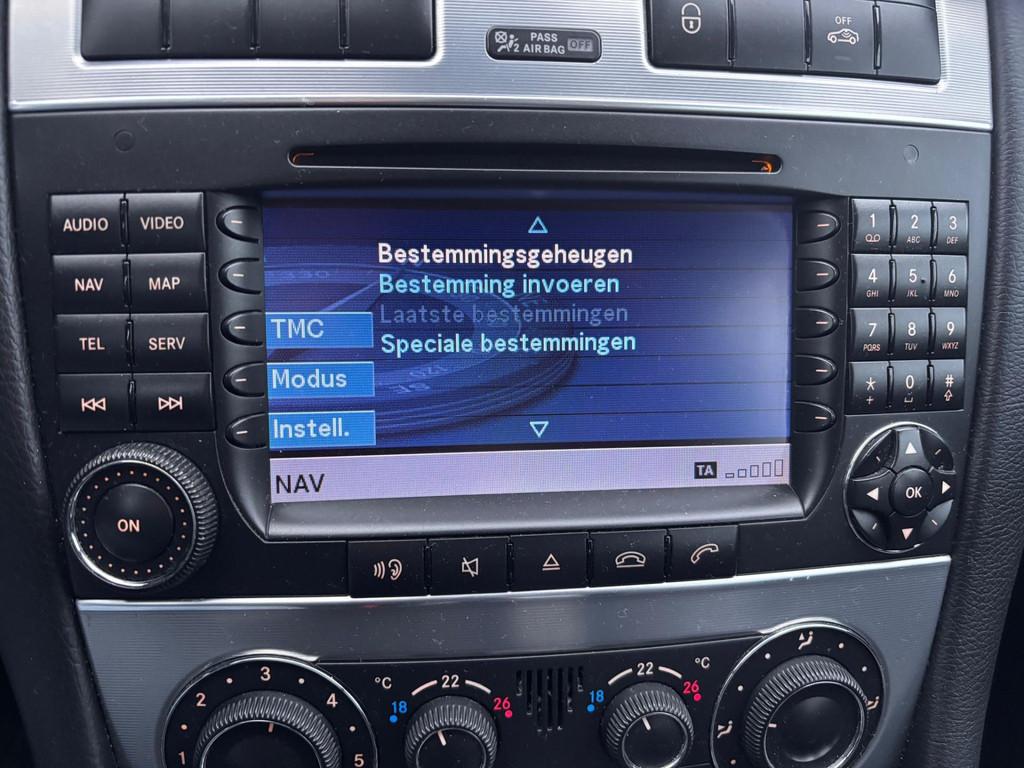 PASS
AIR BAG OFF
2
OFF
AUDIO VIDEO
NAV MAP
TEL SERV
Bestemmingsgeheugen
Bestemming invoeren
Laatste bestemmingen
Speciale bestemmingen
TMC
Modus
Instell.
NAV
TA
1 2 3
ABC DEF
4 5 6
GHI JKL MNO
7 8 9
PQRS TUV WXYZ
* 0 #
+
ON
OK
1 2 3 4 5
°C
18 22 26
18 22 26
°C